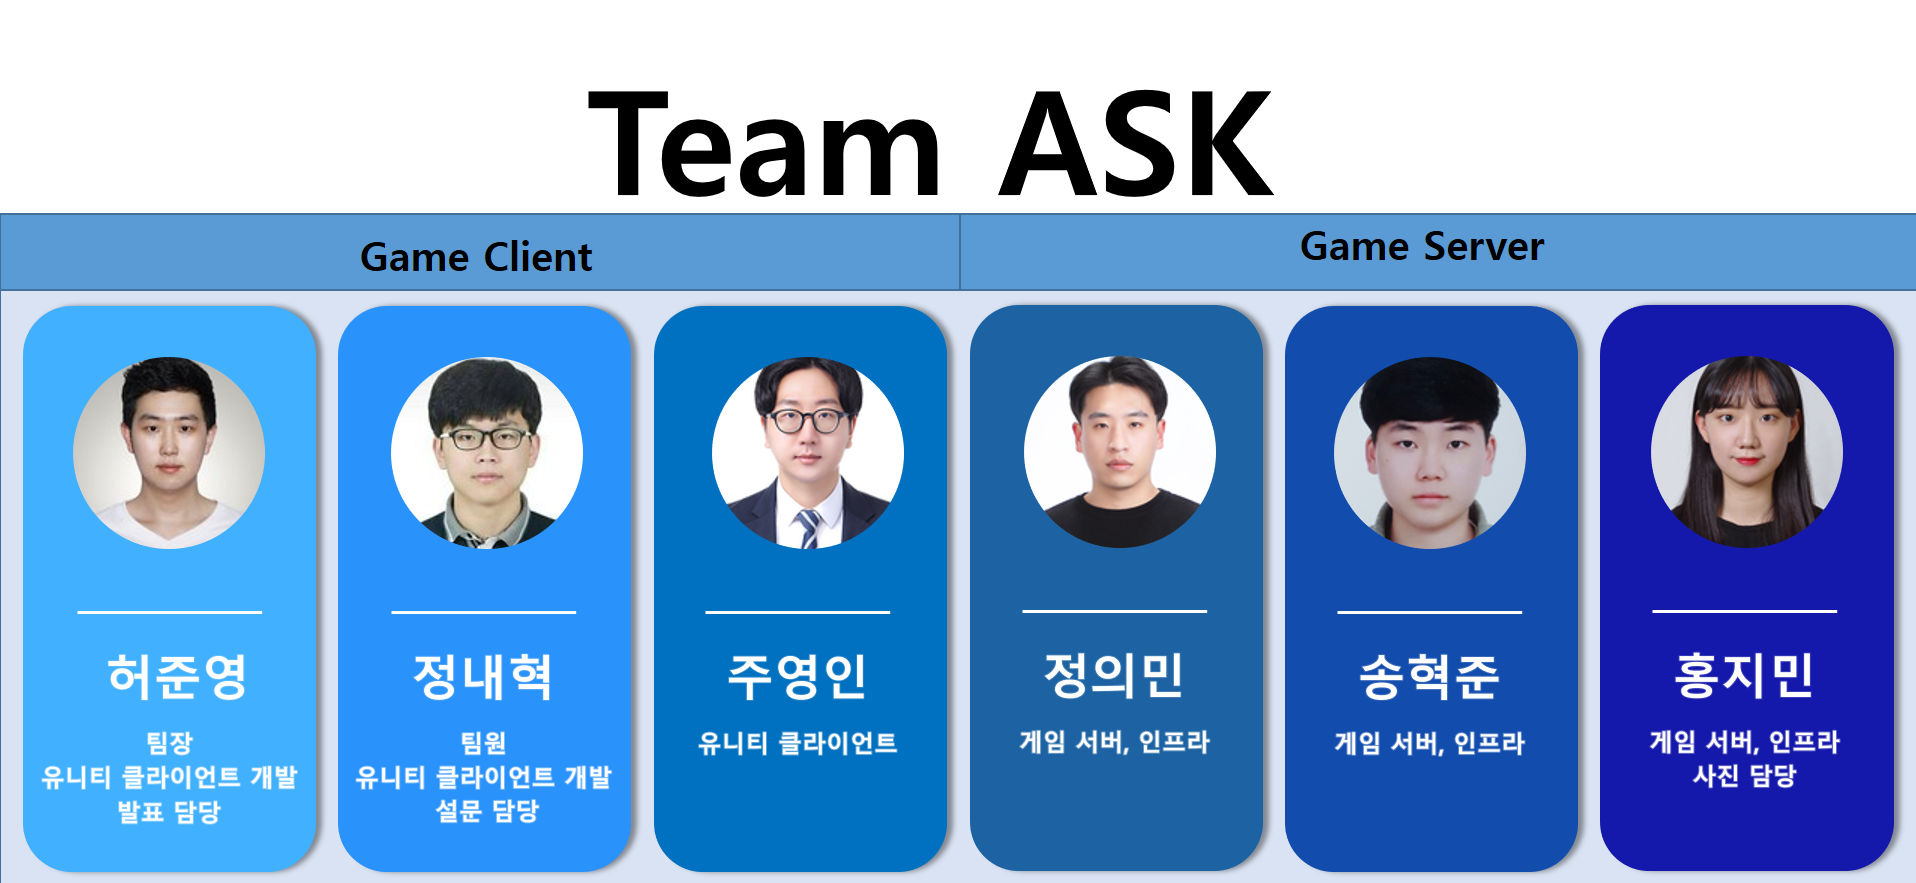 Team ASK
Game Client
Game Server
허준영
팀장
유니티 클라이언트 개발
발표 담당
정내혁
팀원
유니티 클라이언트 개발
설문 담당
주영인
유니티 클라이언트
정의민
게임 서버, 인프라
송혁준
게임 서버, 인프라
홍지민
게임 서버, 인프라
사진 담당